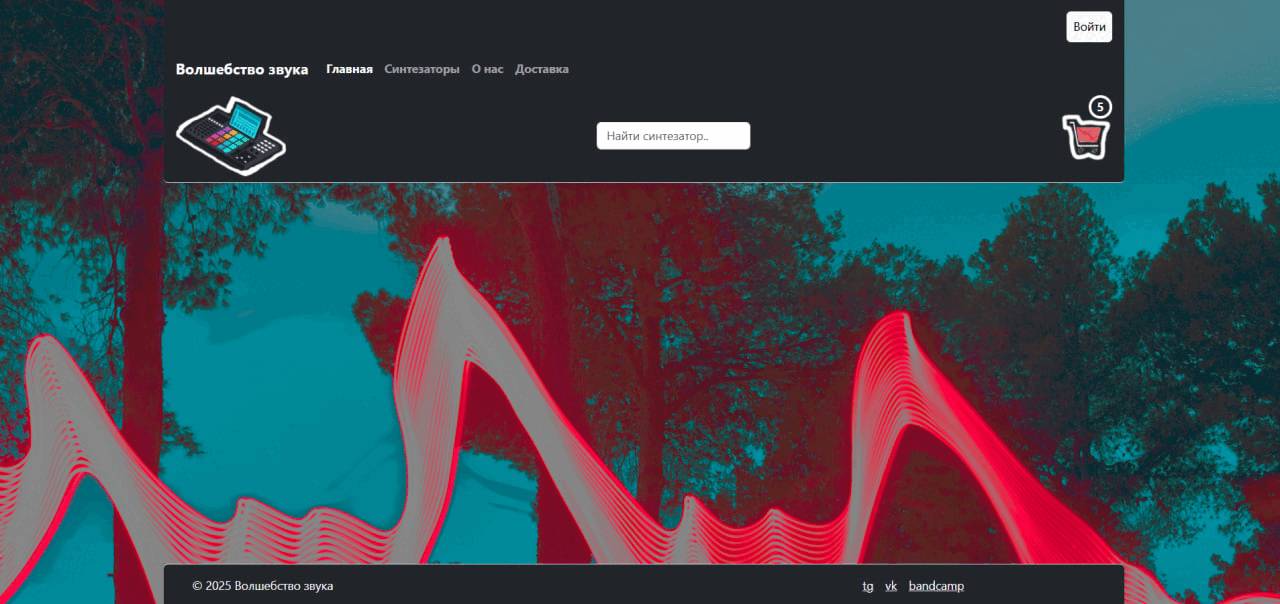 Войти
Волшебство звука Главная Синтезаторы О нас Доставка
5
Найти синтезатор..
© 2025 Волшебство звука tg vk bandcamp